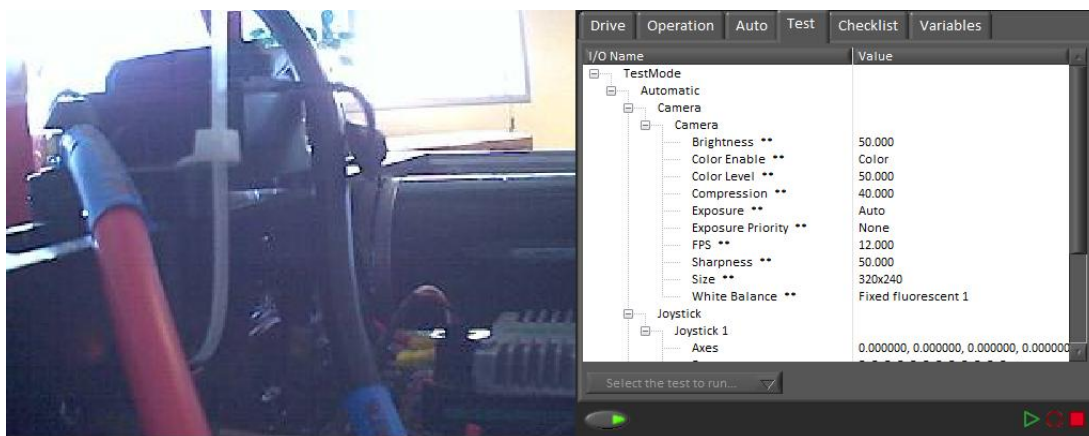 Drive Operation Auto Test Checklist Variables
I/O Name Value
TestMode
Automatic
Camera
Camera
Brightness ** 50.000
Color Enable ** Color
Color Level ** 50.000
Compression ** 40.000
Exposure ** Auto
Exposure Priority ** None
FPS ** 12.000
Sharpness ** 50.000
Size ** 320x240
White Balance ** Fixed fluorescent 1
Joystick
Joystick 1
Axes 0.000000, 0.000000, 0.000000, 0.000000
Select the test to run...